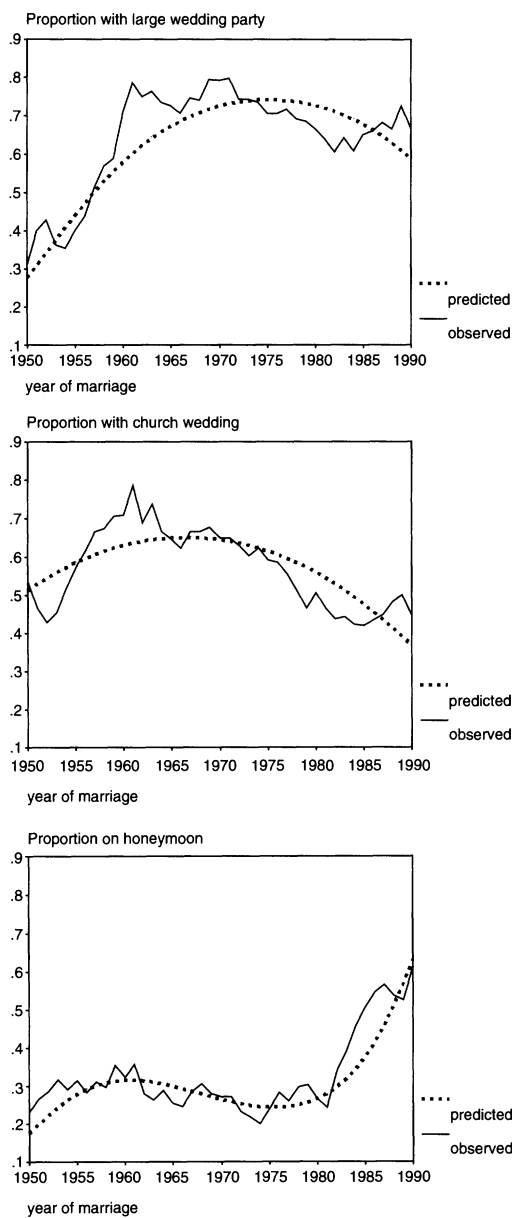 Proportion with large wedding party
.9
.8
.7
.6
.5
.4
.3
.2
.1
1950 1955 1960 1965 1970 1975 1980 1985 1990
year of marriage
predicted
observed
Proportion with church wedding
.9
.8
.7
.6
.5
.4
.3
.2
.1
1950 1955 1960 1965 1970 1975 1980 1985 1990
year of marriage
predicted
observed
Proportion on honeymoon
.9
.8
.7
.6
.5
.4
.3
.2
.1
1950 1955 1960 1965 1970 1975 1980 1985 1990
year of marriage
predicted
observed